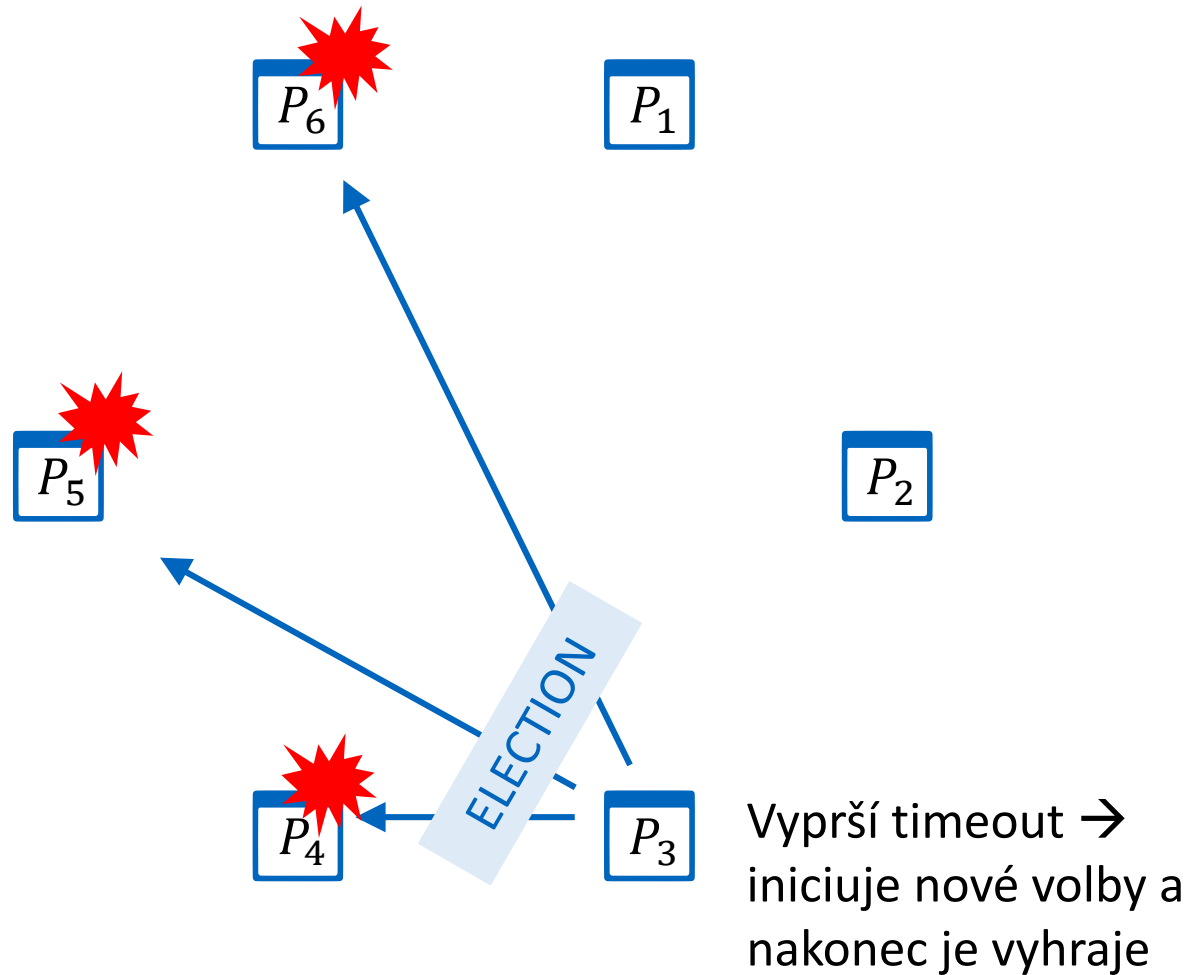 P₆
P₁
P₅
P₂
ELECTION
P₄
P₃
Vyprší timeout →
iniciuje nové volby a
nakonec je vyhraje